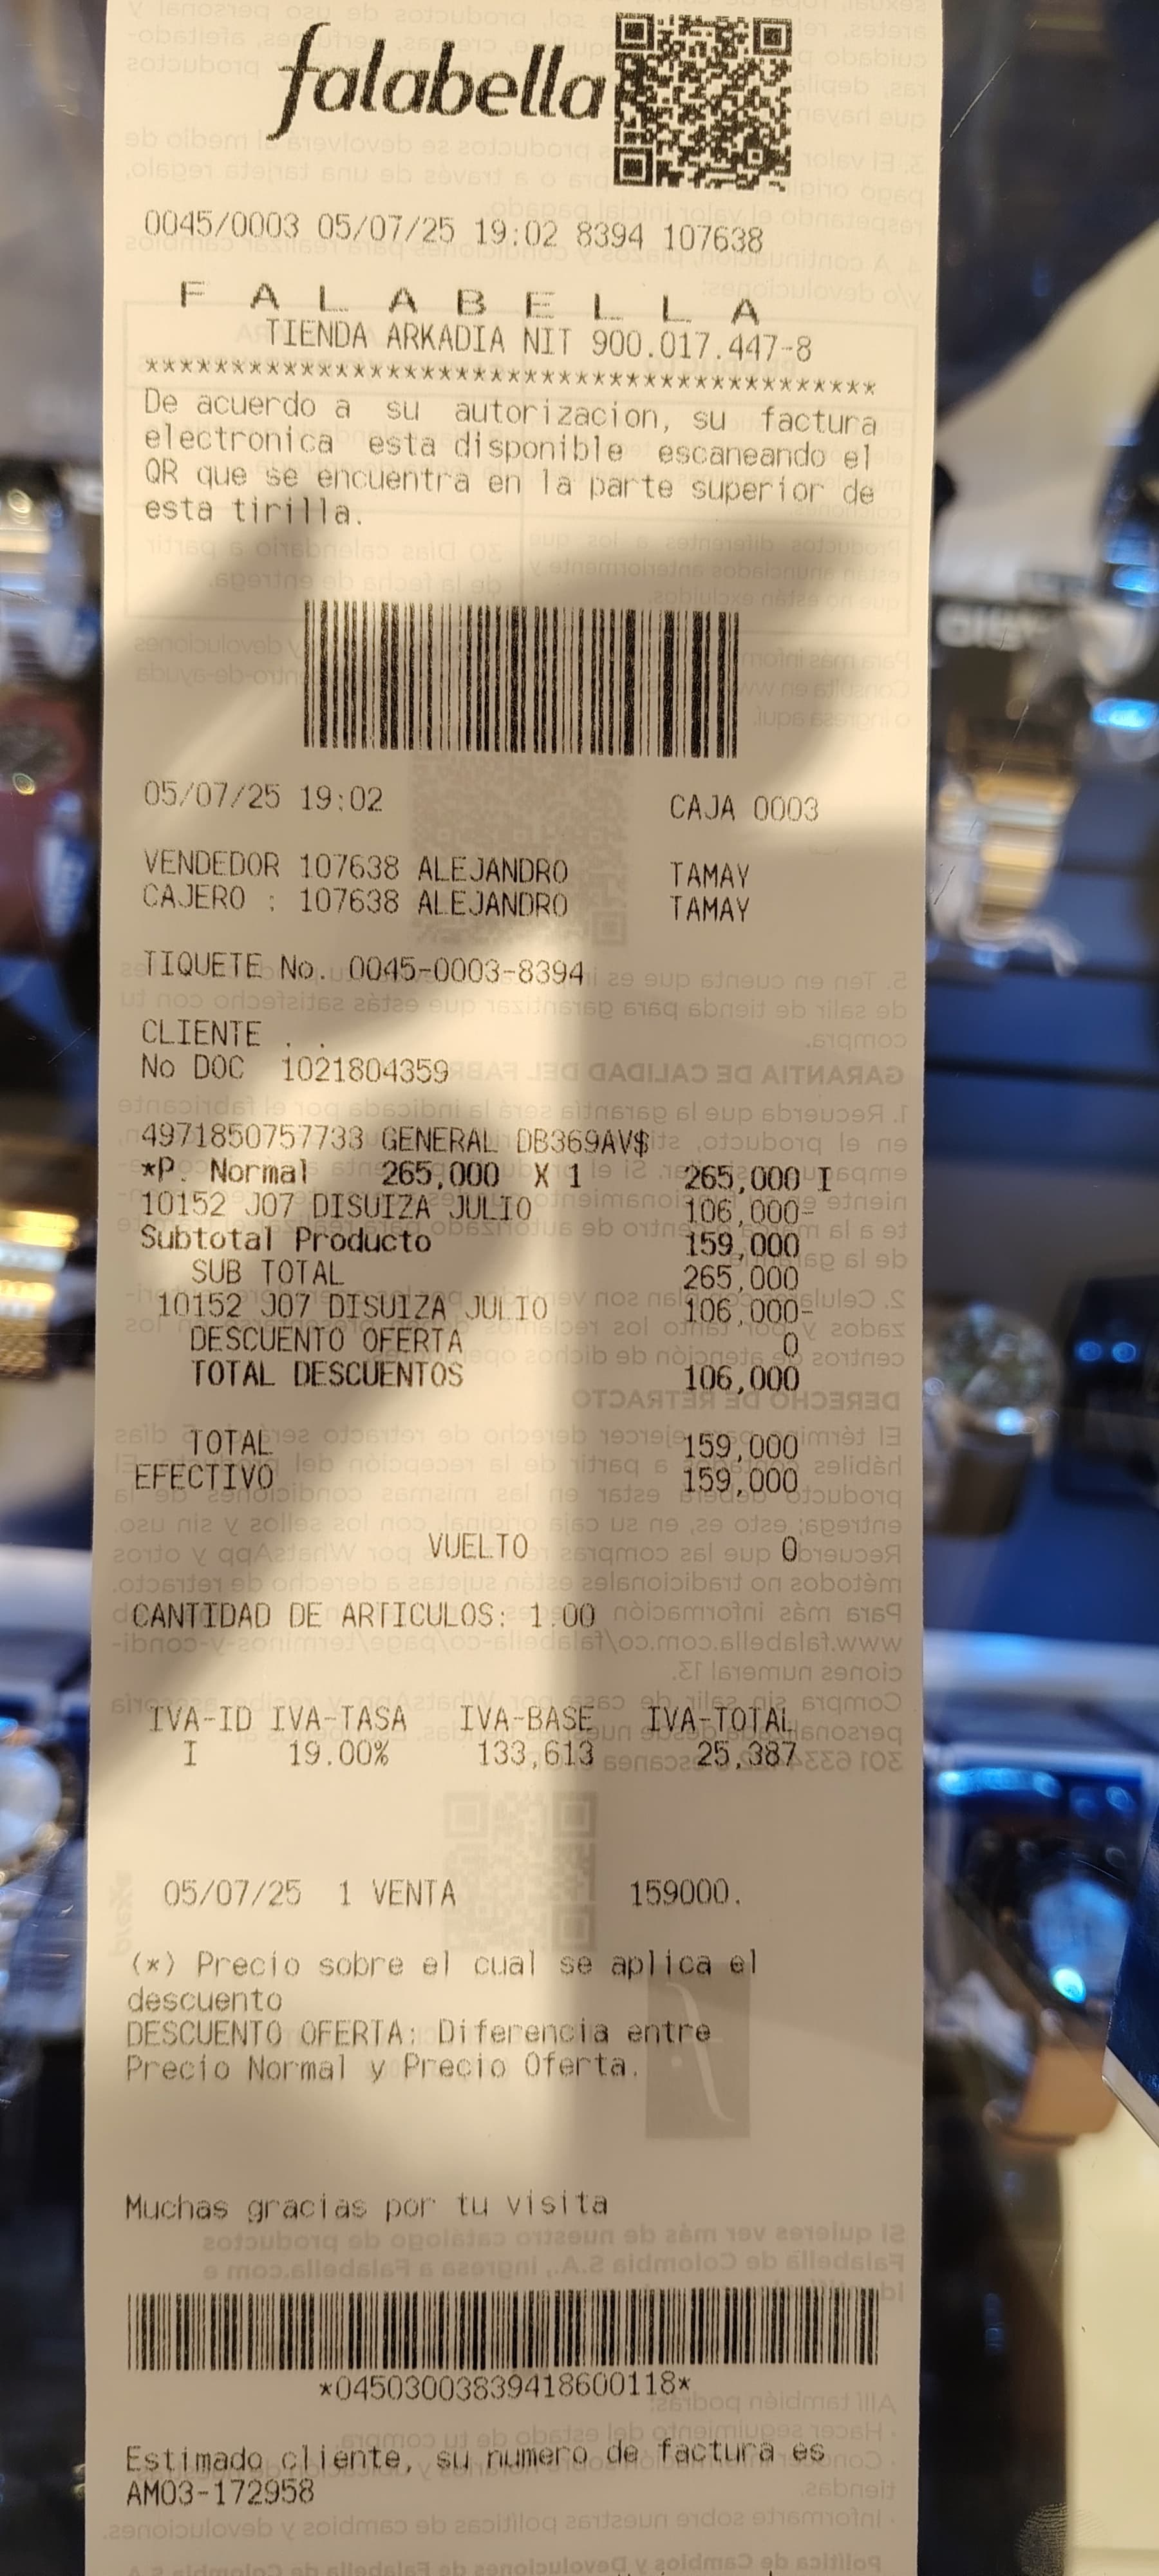 falabella
0045/0003 05/07/25 19:02 8394 107638
F A L A B E L L A
TIENDA ARKADIA NIT 900.017.447-8
******************************************
De acuerdo a su autorizacion, su factura
electronica esta disponible escaneando el
QR que se encuentra en la parte superior de
esta tirilla.
05/07/25 19:02 CAJA 0003
VENDEDOR 107638 ALEJANDRO TAMAY
CAJERO : 107638 ALEJANDRO TAMAY
TIQUETE No. 0045-0003-8394
CLIENTE . .
No DOC 1021804359
4971850757733 GENERAL DB369AV$
*P. Normal 265,000 X 1 265,000 I
10152 J07 DISUIZA JULIO 106,000-
Subtotal Producto 159,000
SUB TOTAL 265,000
10152 J07 DISUIZA JULIO 106,000-
DESCUENTO OFERTA 0
TOTAL DESCUENTOS 106,000
TOTAL 159,000
EFECTIVO 159,000
VUELTO 0
CANTIDAD DE ARTICULOS: 1.00
IVA-ID IVA-TASA IVA-BASE IVA-TOTAL
I 19.00% 133,613 25,387
05/07/25 1 VENTA 159000.
(*) Precio sobre el cual se aplica el
descuento
DESCUENTO OFERTA: Diferencia entre
Precio Normal y Precio Oferta.
Muchas gracias por tu visita
*04503003839418600118*
Estimado cliente, su numero de factura es
AM03-172958